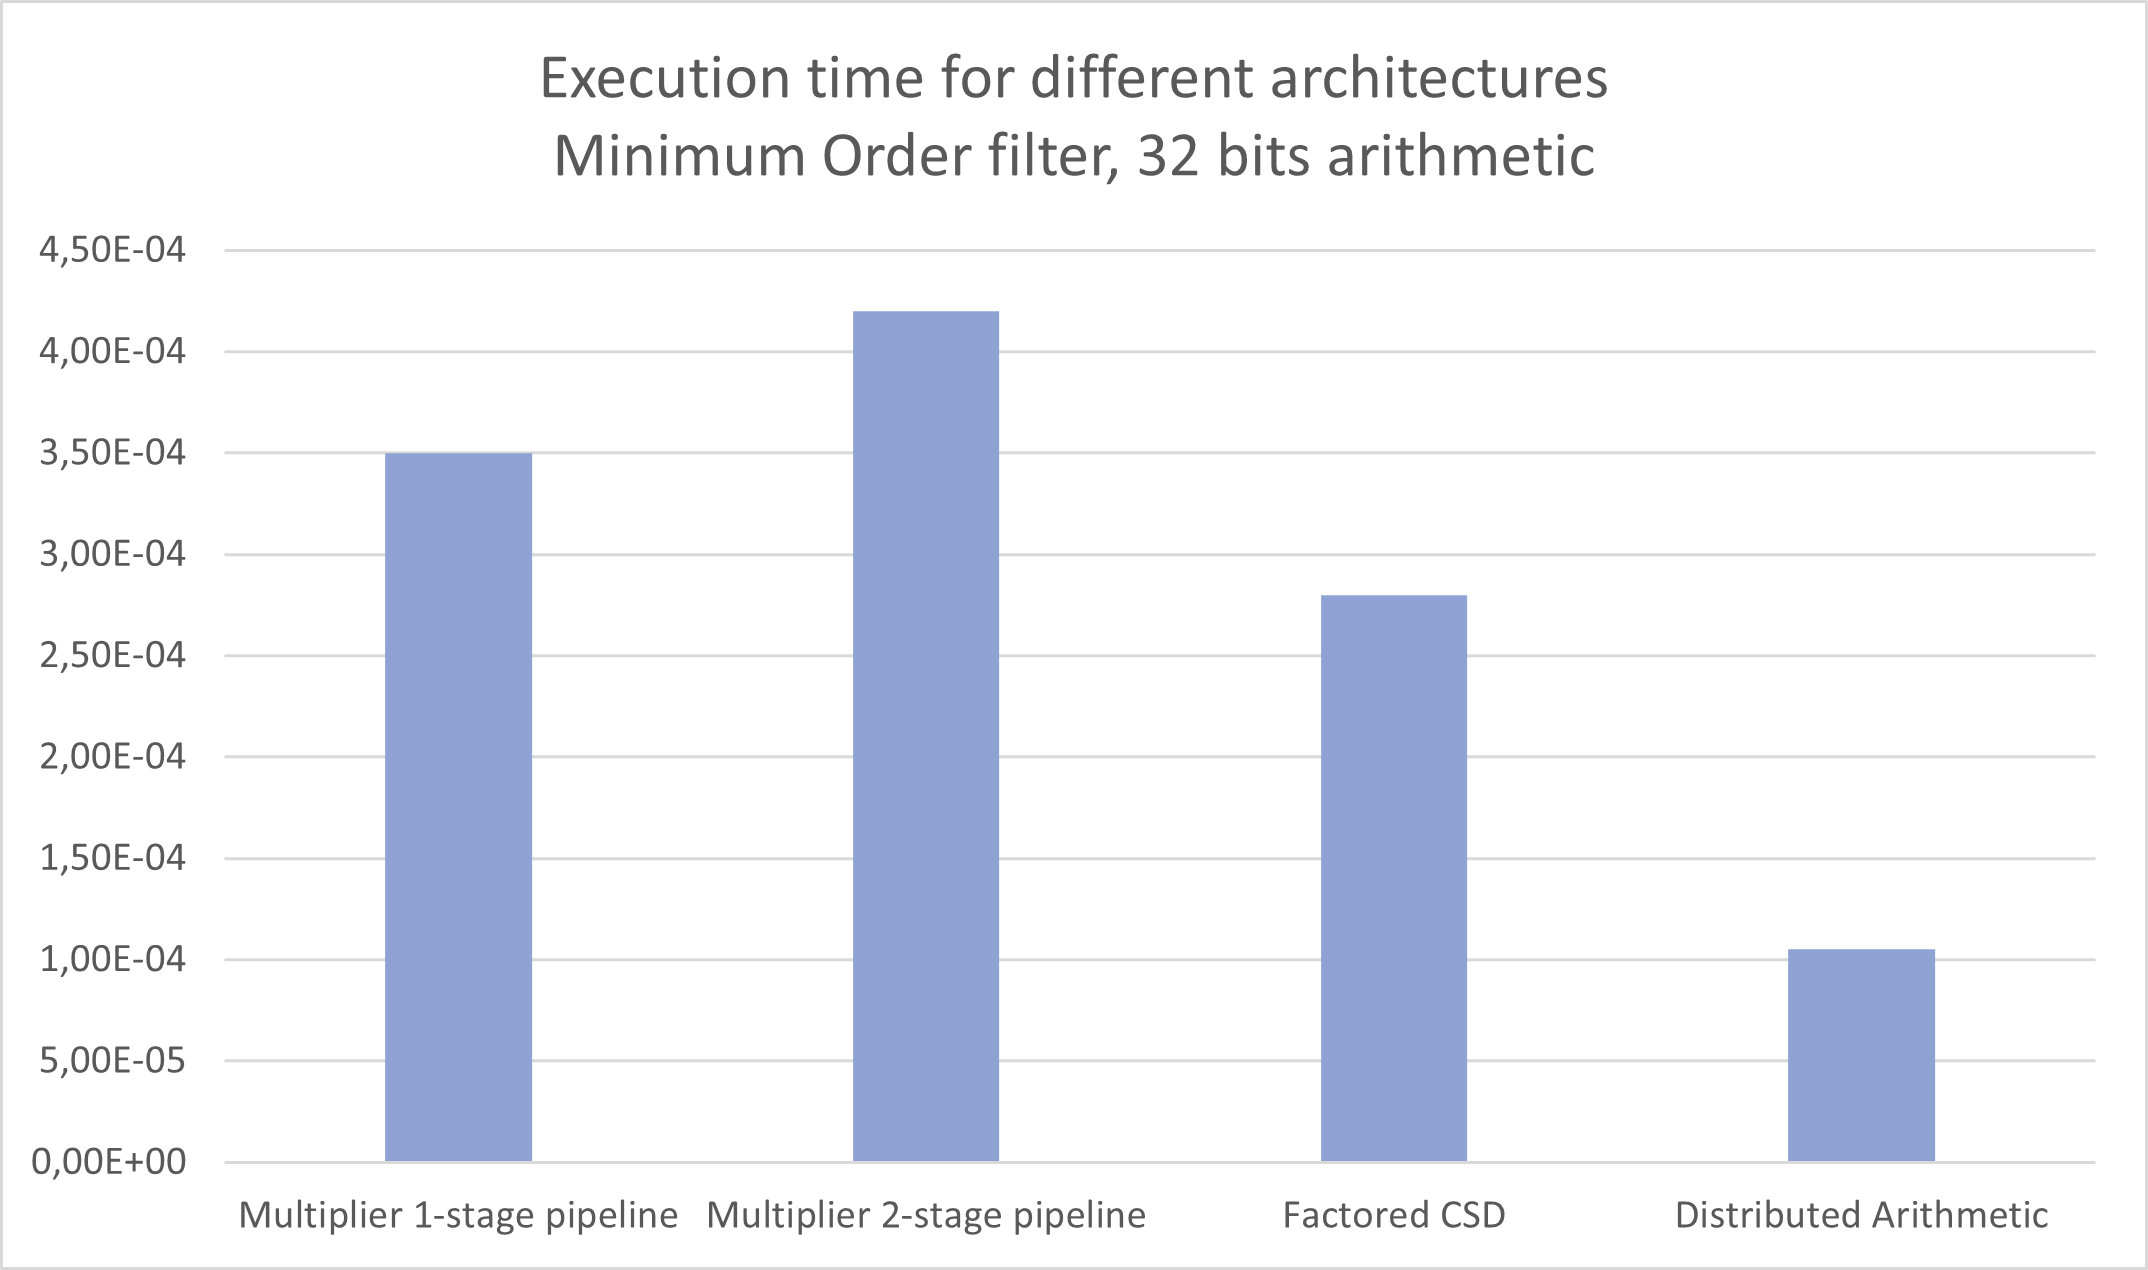 Execution time for different architectures
Minimum Order filter, 32 bits arithmetic
4,50E-04
4,00E-04
3,50E-04
3,00E-04
2,50E-04
2,00E-04
1,50E-04
1,00E-04
5,00E-05
0,00E+00
Multiplier 1-stage pipeline
Multiplier 2-stage pipeline
Factored CSD
Distributed Arithmetic